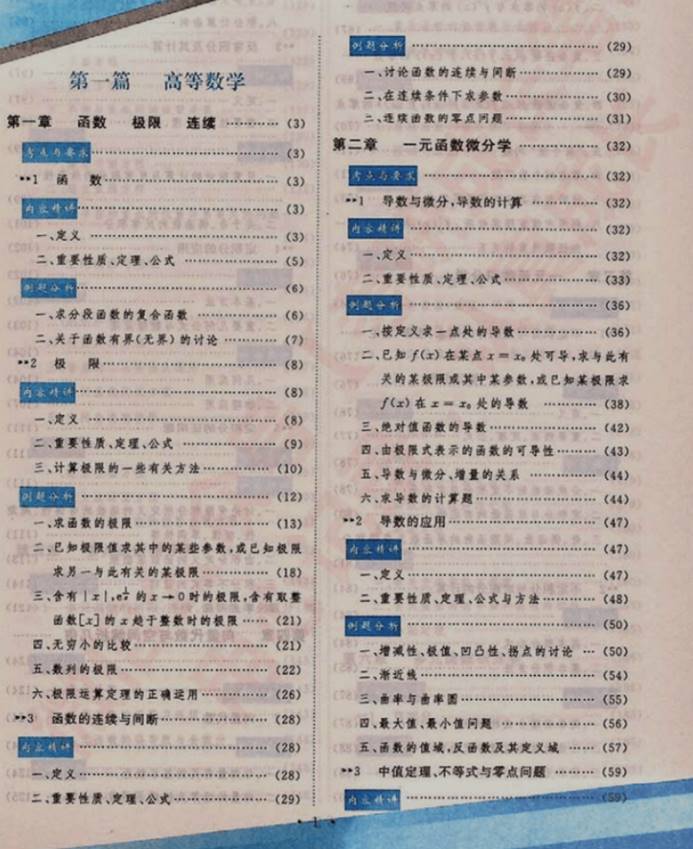 第一篇 高等数学
第一章 函数 极限 连续 ………… (3)
考点与要求 ………… (3)
1 函 数 ………… (3)
内容精讲 ………… (3)
一、定义 ………… (3)
二、重要性质、定理、公式 ………… (5)
例题分析 ………… (6)
一、求分段函数的复合函数 ………… (6)
二、关于函数有界(无界)的讨论 ………… (7)
2 极 限 ………… (8)
内容精讲 ………… (8)
一、定义 ………… (8)
二、重要性质、定理、公式 ………… (9)
三、计算极限的一些有关方法 ………… (10)
例题分析 ………… (12)
一、求函数的极限 ………… (13)
二、已知极限值求其中的某些参数,或已知极限
求另一与此有关的某极限 ………… (18)
三、含有|x|,e^{1/x}的x→0时的极限,含有取整
函数[x]的x趋于整数时的极限 …… (21)
四、无穷小的比较 ………… (21)
五、数列的极限 ………… (22)
六、极限运算定理的正确运用 ………… (26)
3 函数的连续与间断 ………… (28)
内容精讲 ………… (28)
一、定义 ………… (28)
二、重要性质、定理、公式 ………… (29)
例题分析 ………… (29)
一、讨论函数的连续与间断 ………… (29)
二、在连续条件下求参数 ………… (30)
三、连续函数的零点问题 ………… (31)
第二章 一元函数微分学 ………… (32)
考点与要求 ………… (32)
1 导数与微分,导数的计算 ………… (32)
内容精讲 ………… (32)
一、定义 ………… (32)
二、重要性质、定理、公式 ………… (33)
例题分析 ………… (36)
一、按定义求一点处的导数 ………… (36)
二、已知f(x)在某点x=x₀处可导,求与此有
关的某极限或其中某参数,或已知某极限求
f(x)在x=x₀处的导数 ………… (38)
三、绝对值函数的导数 ………… (42)
四、由极限式表示的函数的可导性 ………… (43)
五、导数与微分、增量的关系 ………… (44)
六、求导数的计算题 ………… (44)
2 导数的应用 ………… (47)
内容精讲 ………… (47)
一、定义 ………… (47)
二、重要性质、定理、公式与方法 ………… (48)
例题分析 ………… (50)
一、增减性、极值、凹凸性、拐点的讨论 … (50)
二、渐近线 ………… (54)
三、曲率与曲率圆 ………… (55)
四、最大值、最小值问题 ………… (56)
五、函数的值域,反函数及其定义域 …… (57)
3 中值定理、不等式与零点问题 ……… (59)
内容精讲 ………… (59)
· 1 ·